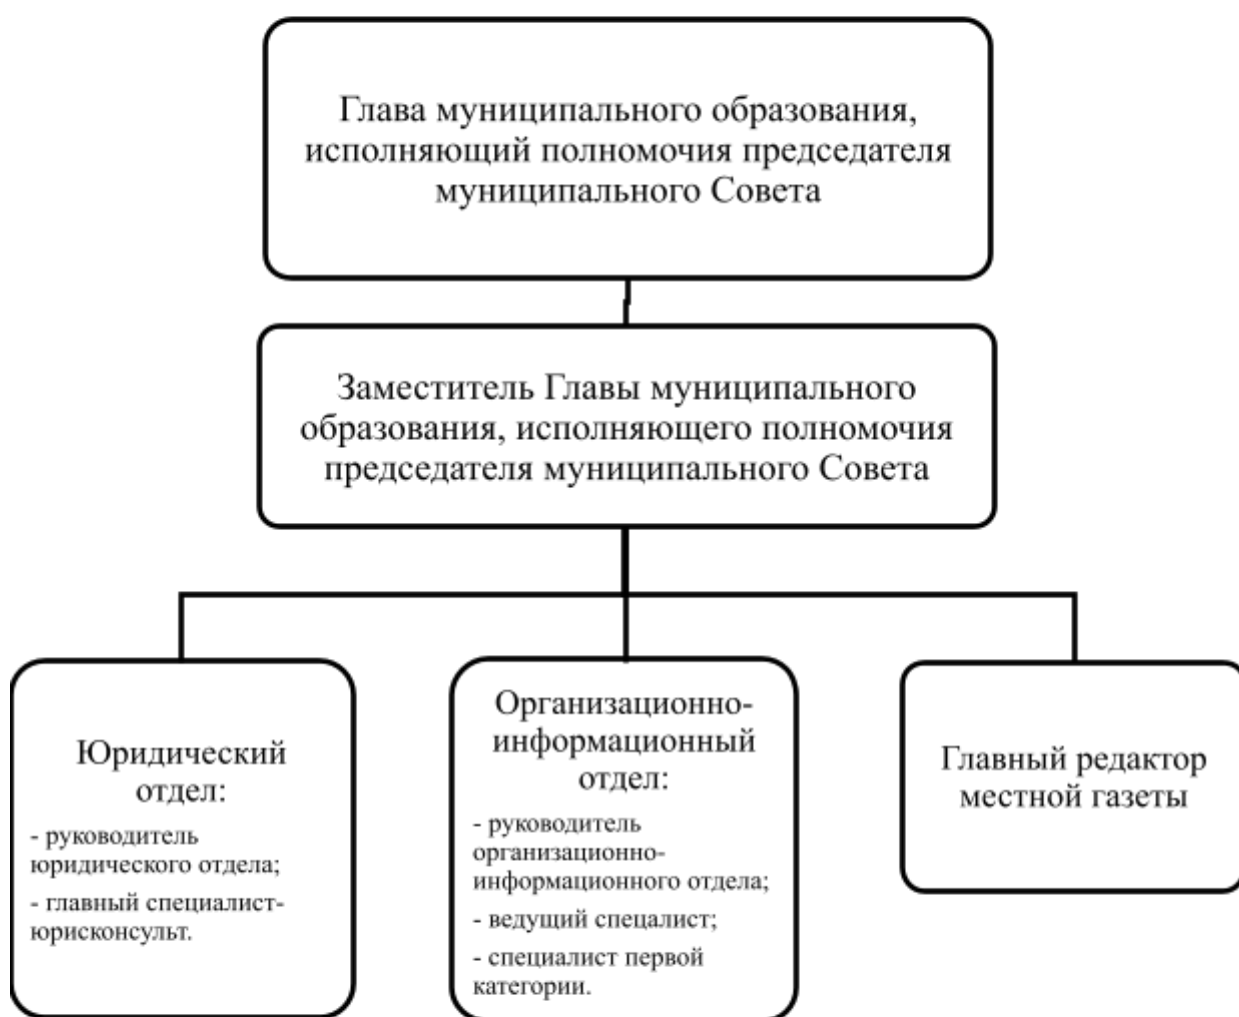 Глава муниципального образования,
исполняющий полномочия председателя
муниципального Совета
Заместитель Главы муниципального
образования, исполняющего полномочия
председателя муниципального Совета
Юридический
отдел:
- руководитель
юридического отдела;
- главный специалист-
юрисконсульт.
Организационно-
информационный
отдел:
- руководитель
организационно-
информационного отдела;
- ведущий спецалист;
- специалист первой
категории.
Главный редактор
местной газеты